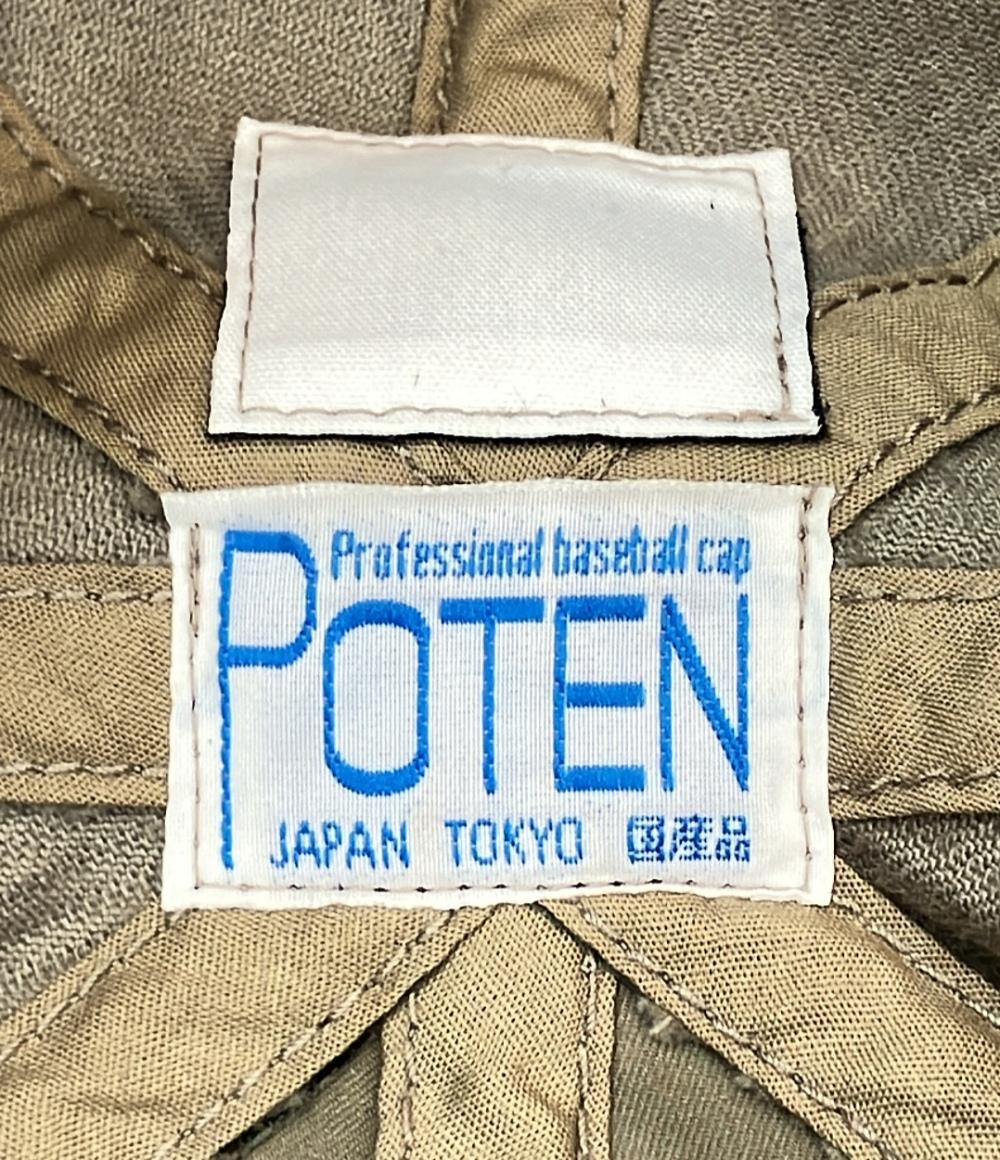 Professional baseball cap
POTEN
JAPAN TOKYO 国産品